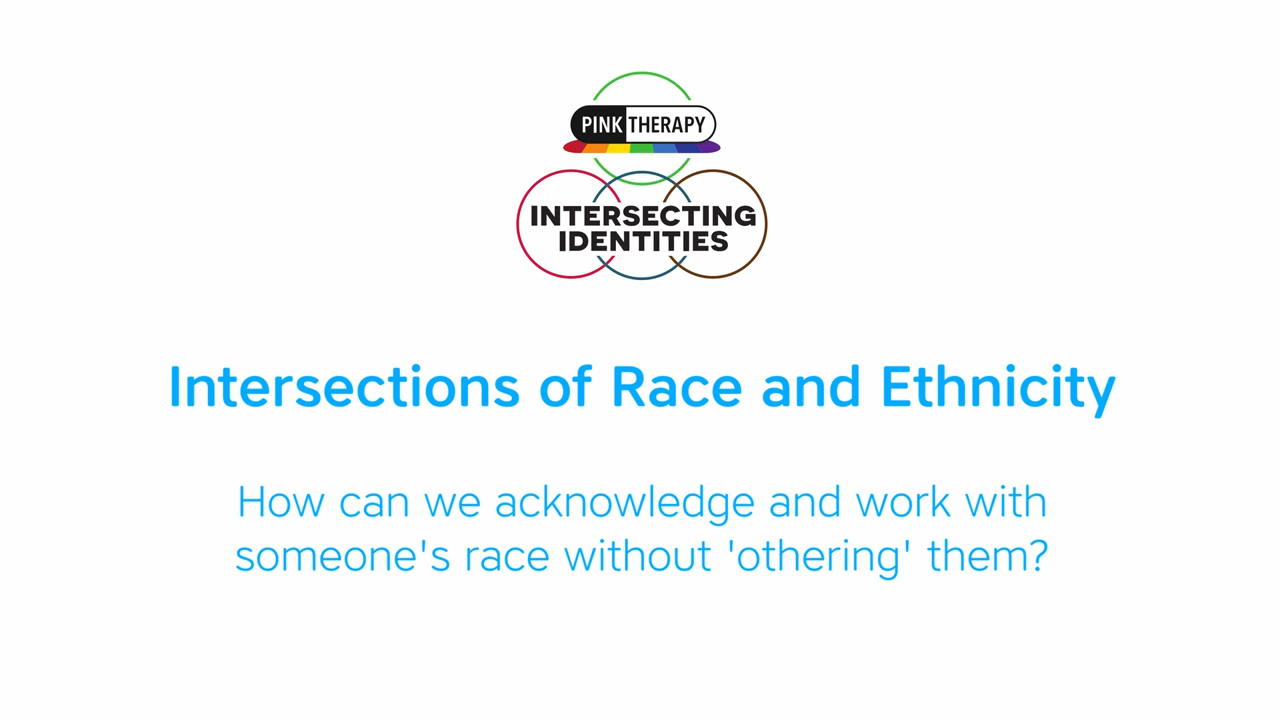 PINK THERAPY
INTERSECTING
IDENTITIES
Intersections of Race and Ethnicity
How can we acknowledge and work with
someone's race without 'othering' them?